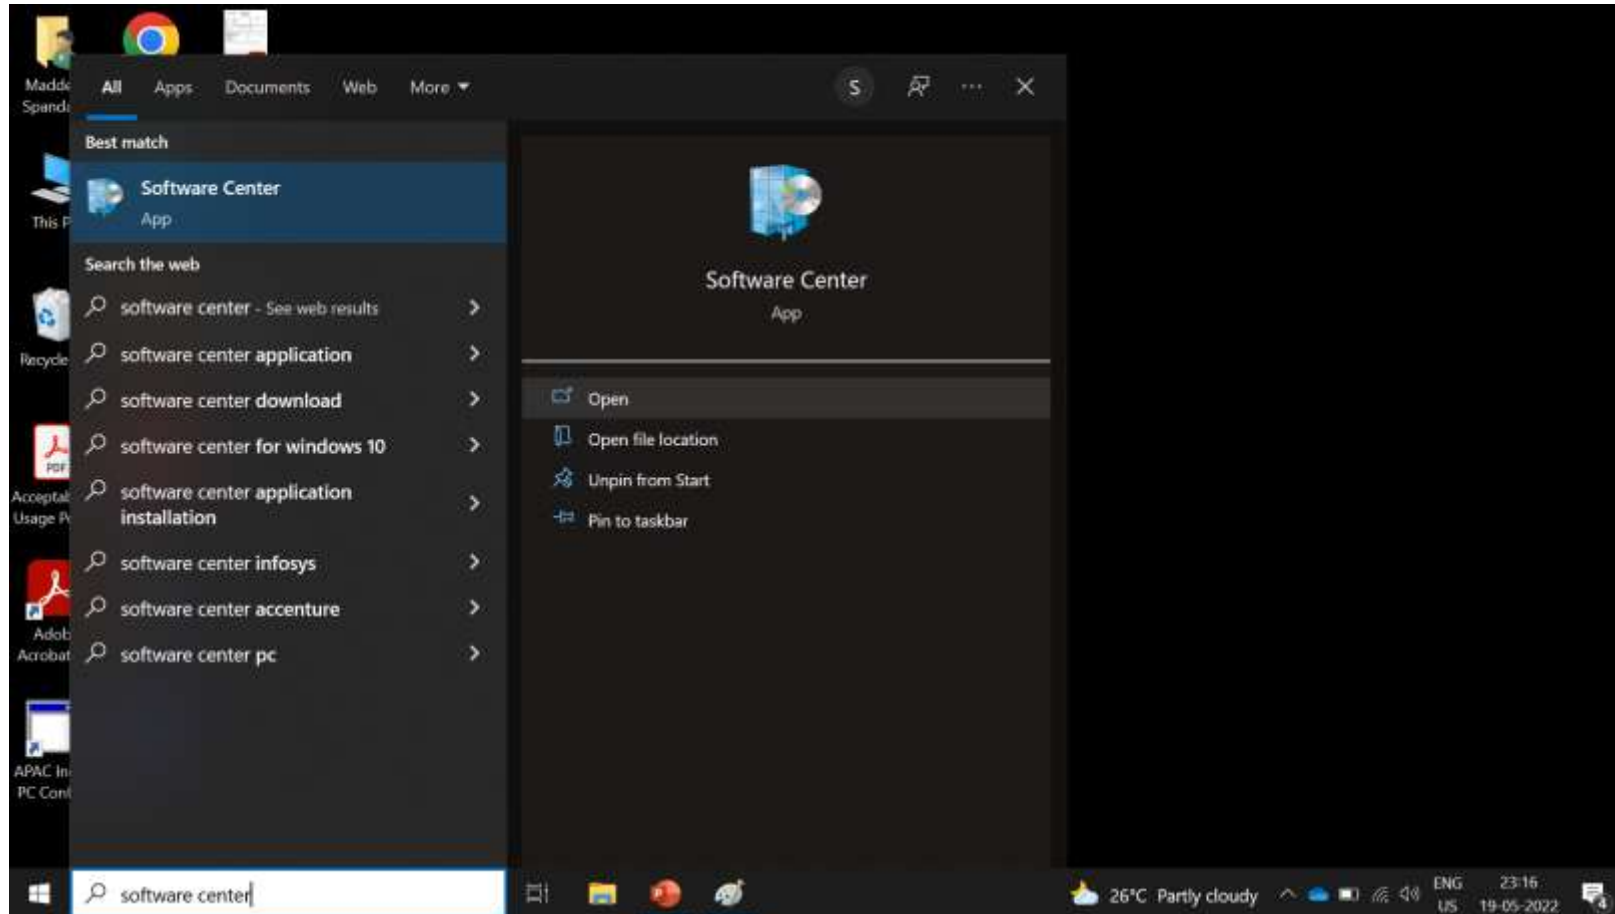 All Apps Documents Web More
S
Best match
Software Center
App
Search the web
software center - See web results
software center application
software center download
software center for windows 10
software center application
installation
software center infosys
software center accenture
software center pc
Software Center
App
Open
Open file location
Unpin from Start
Pin to taskbar
Madde
Spanda
This P
Recycle
PDF
Acceptab
Usage P
Adob
Acrobat
APAC In
PC Cont
software center
26°C Partly cloudy
ENG
US
23:16
19-05-2022
4